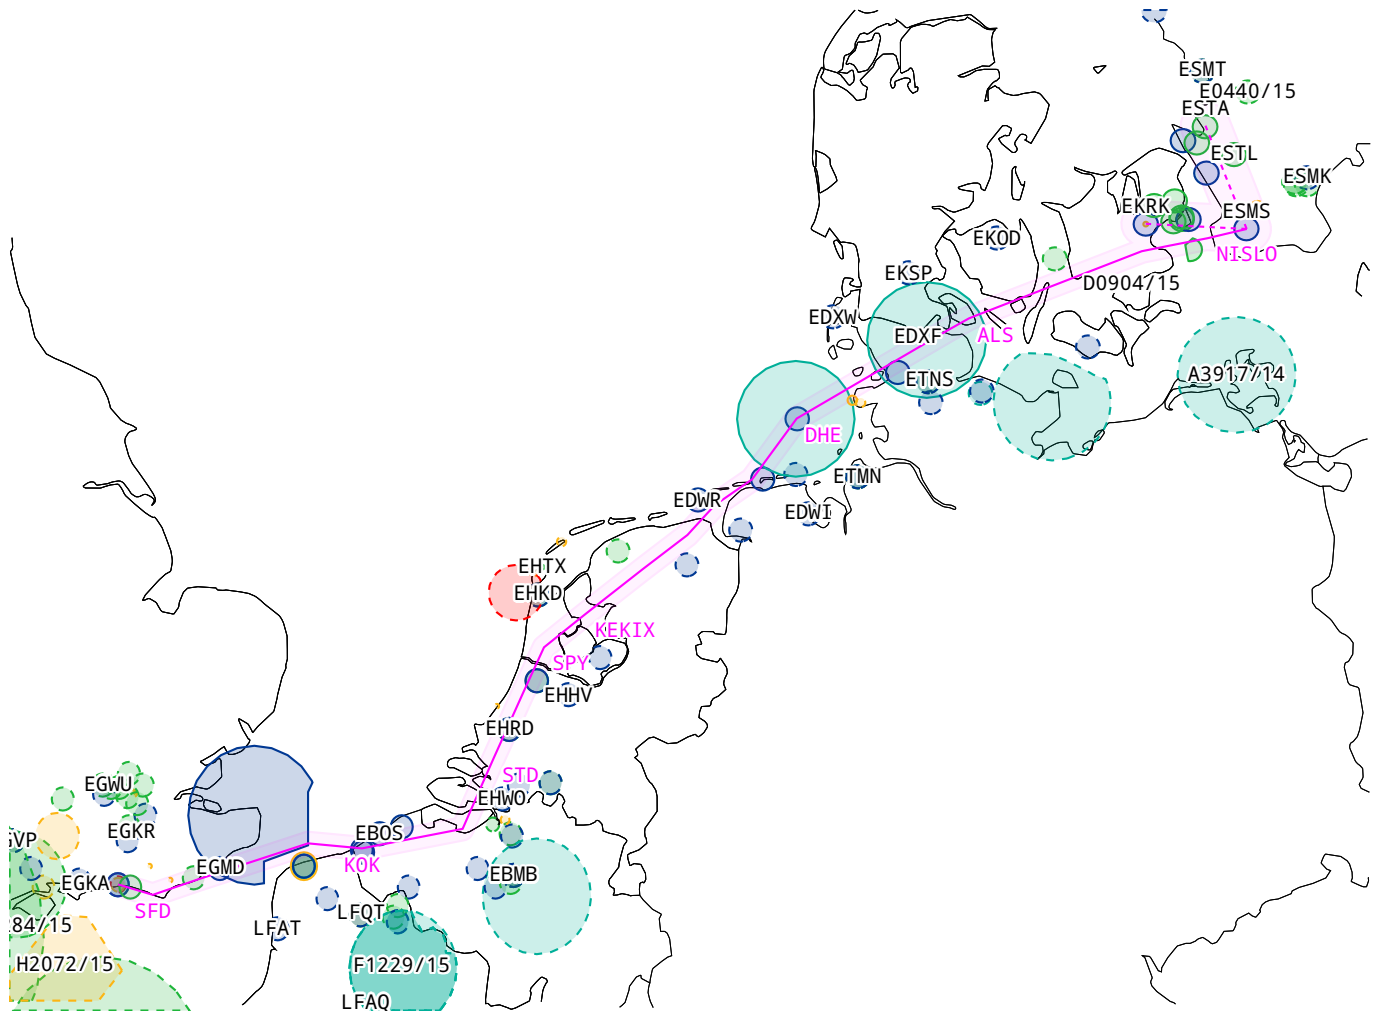 ESMT
E0440/15
ESTA
ESTL
ESMK
EKRK
ESMS
EKOD
NISLO
EKSP
D0904/15
EDXW
EDXF
ALS
A3917/14
ETNS
DHE
ETMN
EDWR
EDWI
EHTX
EHKD
KEKIX
SPY
EHHV
EHRD
STD
EGWU
EHWO
EGKR
EBOS
GVP
KOK
EGMD
EBMB
EGKA
SFD
LFQT
84/15
LFAT
H2072/15
F1229/15
LFAQ